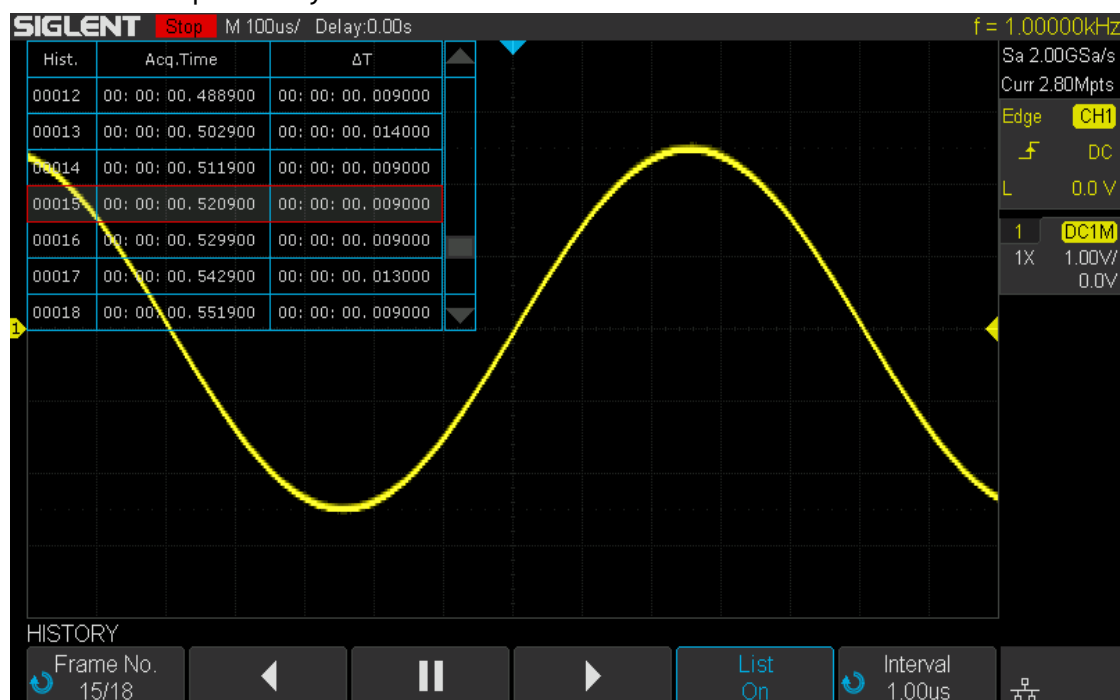 SIGLENT Stop M 100us/ Delay:0.00s f = 1.00000kHz
Sa 2.00GSa/s
Curr 2.80Mpts
Edge CH1
DC
L 0.0 V
1 DC1M
1X 1.00V/
0.0V
Hist. Acq.Time ΔT
00012 00: 00: 00. 488900 00: 00: 00. 009000
00013 00: 00: 00. 502900 00: 00: 00. 014000
00014 00: 00: 00. 511900 00: 00: 00. 009000
00015 00: 00: 00. 520900 00: 00: 00. 009000
00016 00: 00: 00. 529900 00: 00: 00. 009000
00017 00: 00: 00. 542900 00: 00: 00. 013000
00018 00: 00: 00. 551900 00: 00: 00. 009000
1
HISTORY
Frame No. List Interval
15/18 On 1.00us